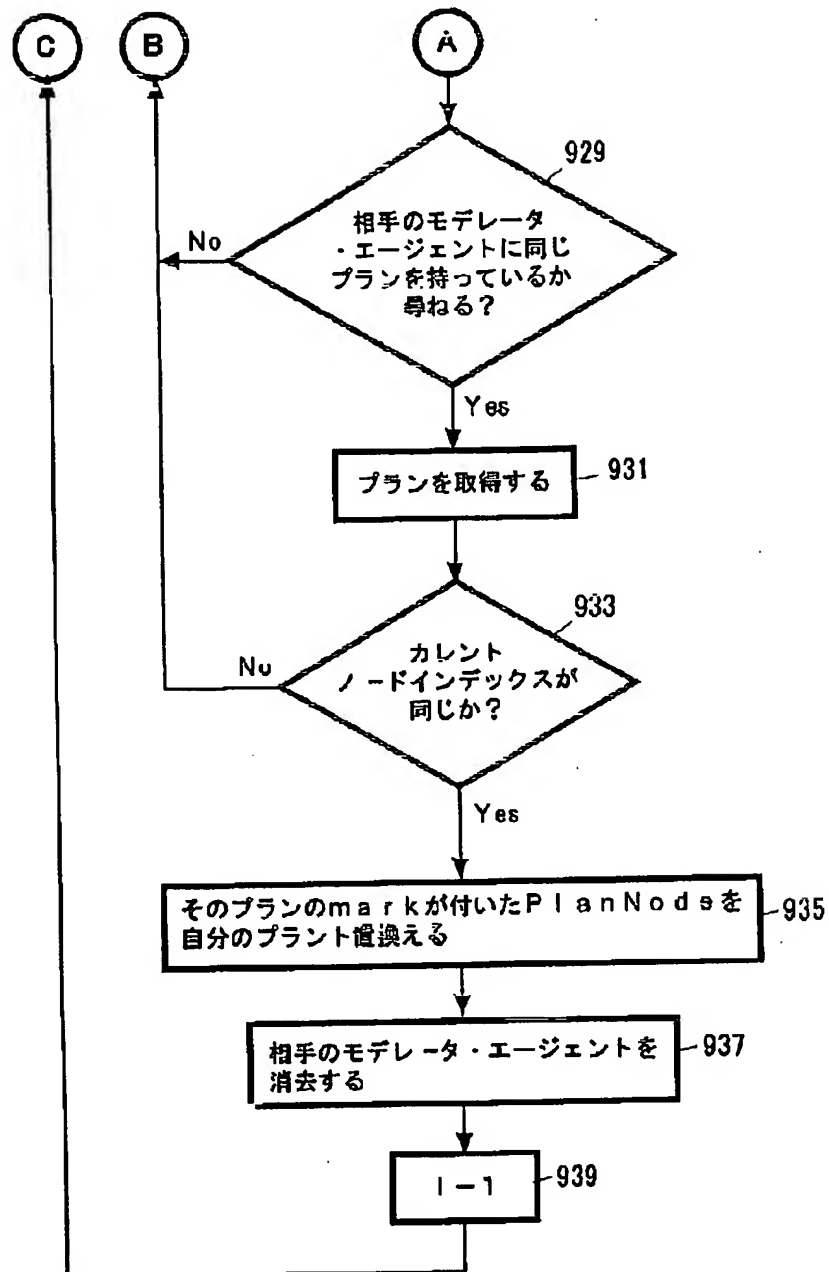 C
B
A
929
相手のモデレータ
・エージェントに同じ
プランを持っているか
尋ねる？
No
Yes
プランを取得する
931
933
カレント
ノードインデックスが
同じか？
No
Yes
そのプランのmarkが付いたPlanNodeを
自分のプラント置換える
935
相手のモデレータ・エージェントを
消去する
937
I－1
939